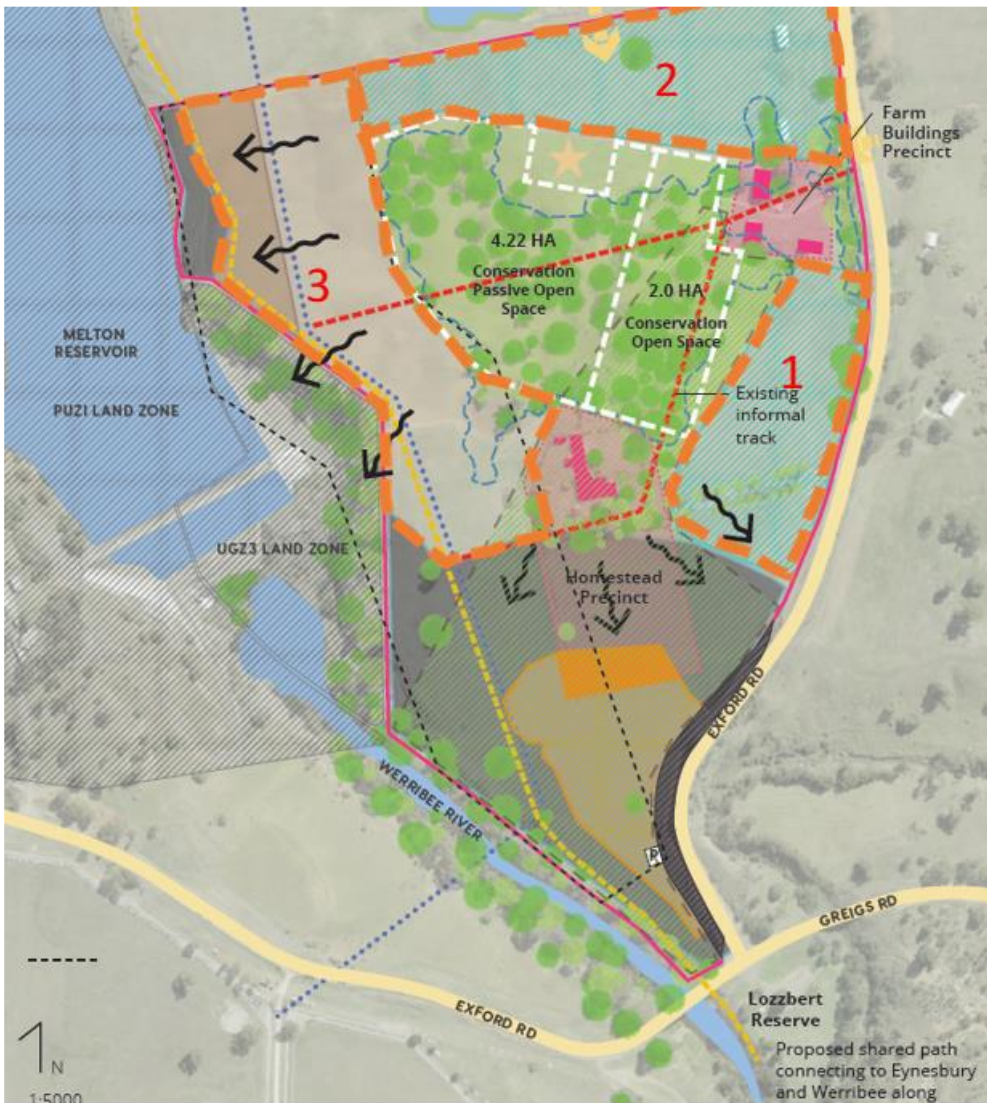 2
Farm
Buildings
Precinct
4.22 HA
Conservation
Passive Open
Space
2.0 HA
Conservation
Open Space
3
1
MELTON
RESERVOIR
PUZ1 LAND ZONE
Existing
informal
track
UGZ3 LAND ZONE
Homestead
Precinct
EXFORD RD
WERRIBEE RIVER
P
GREIGS RD
EXFORD RD
Lozzbert
Reserve
Proposed shared path
connecting to Eynesbury
and Werribee along
N
1:5000